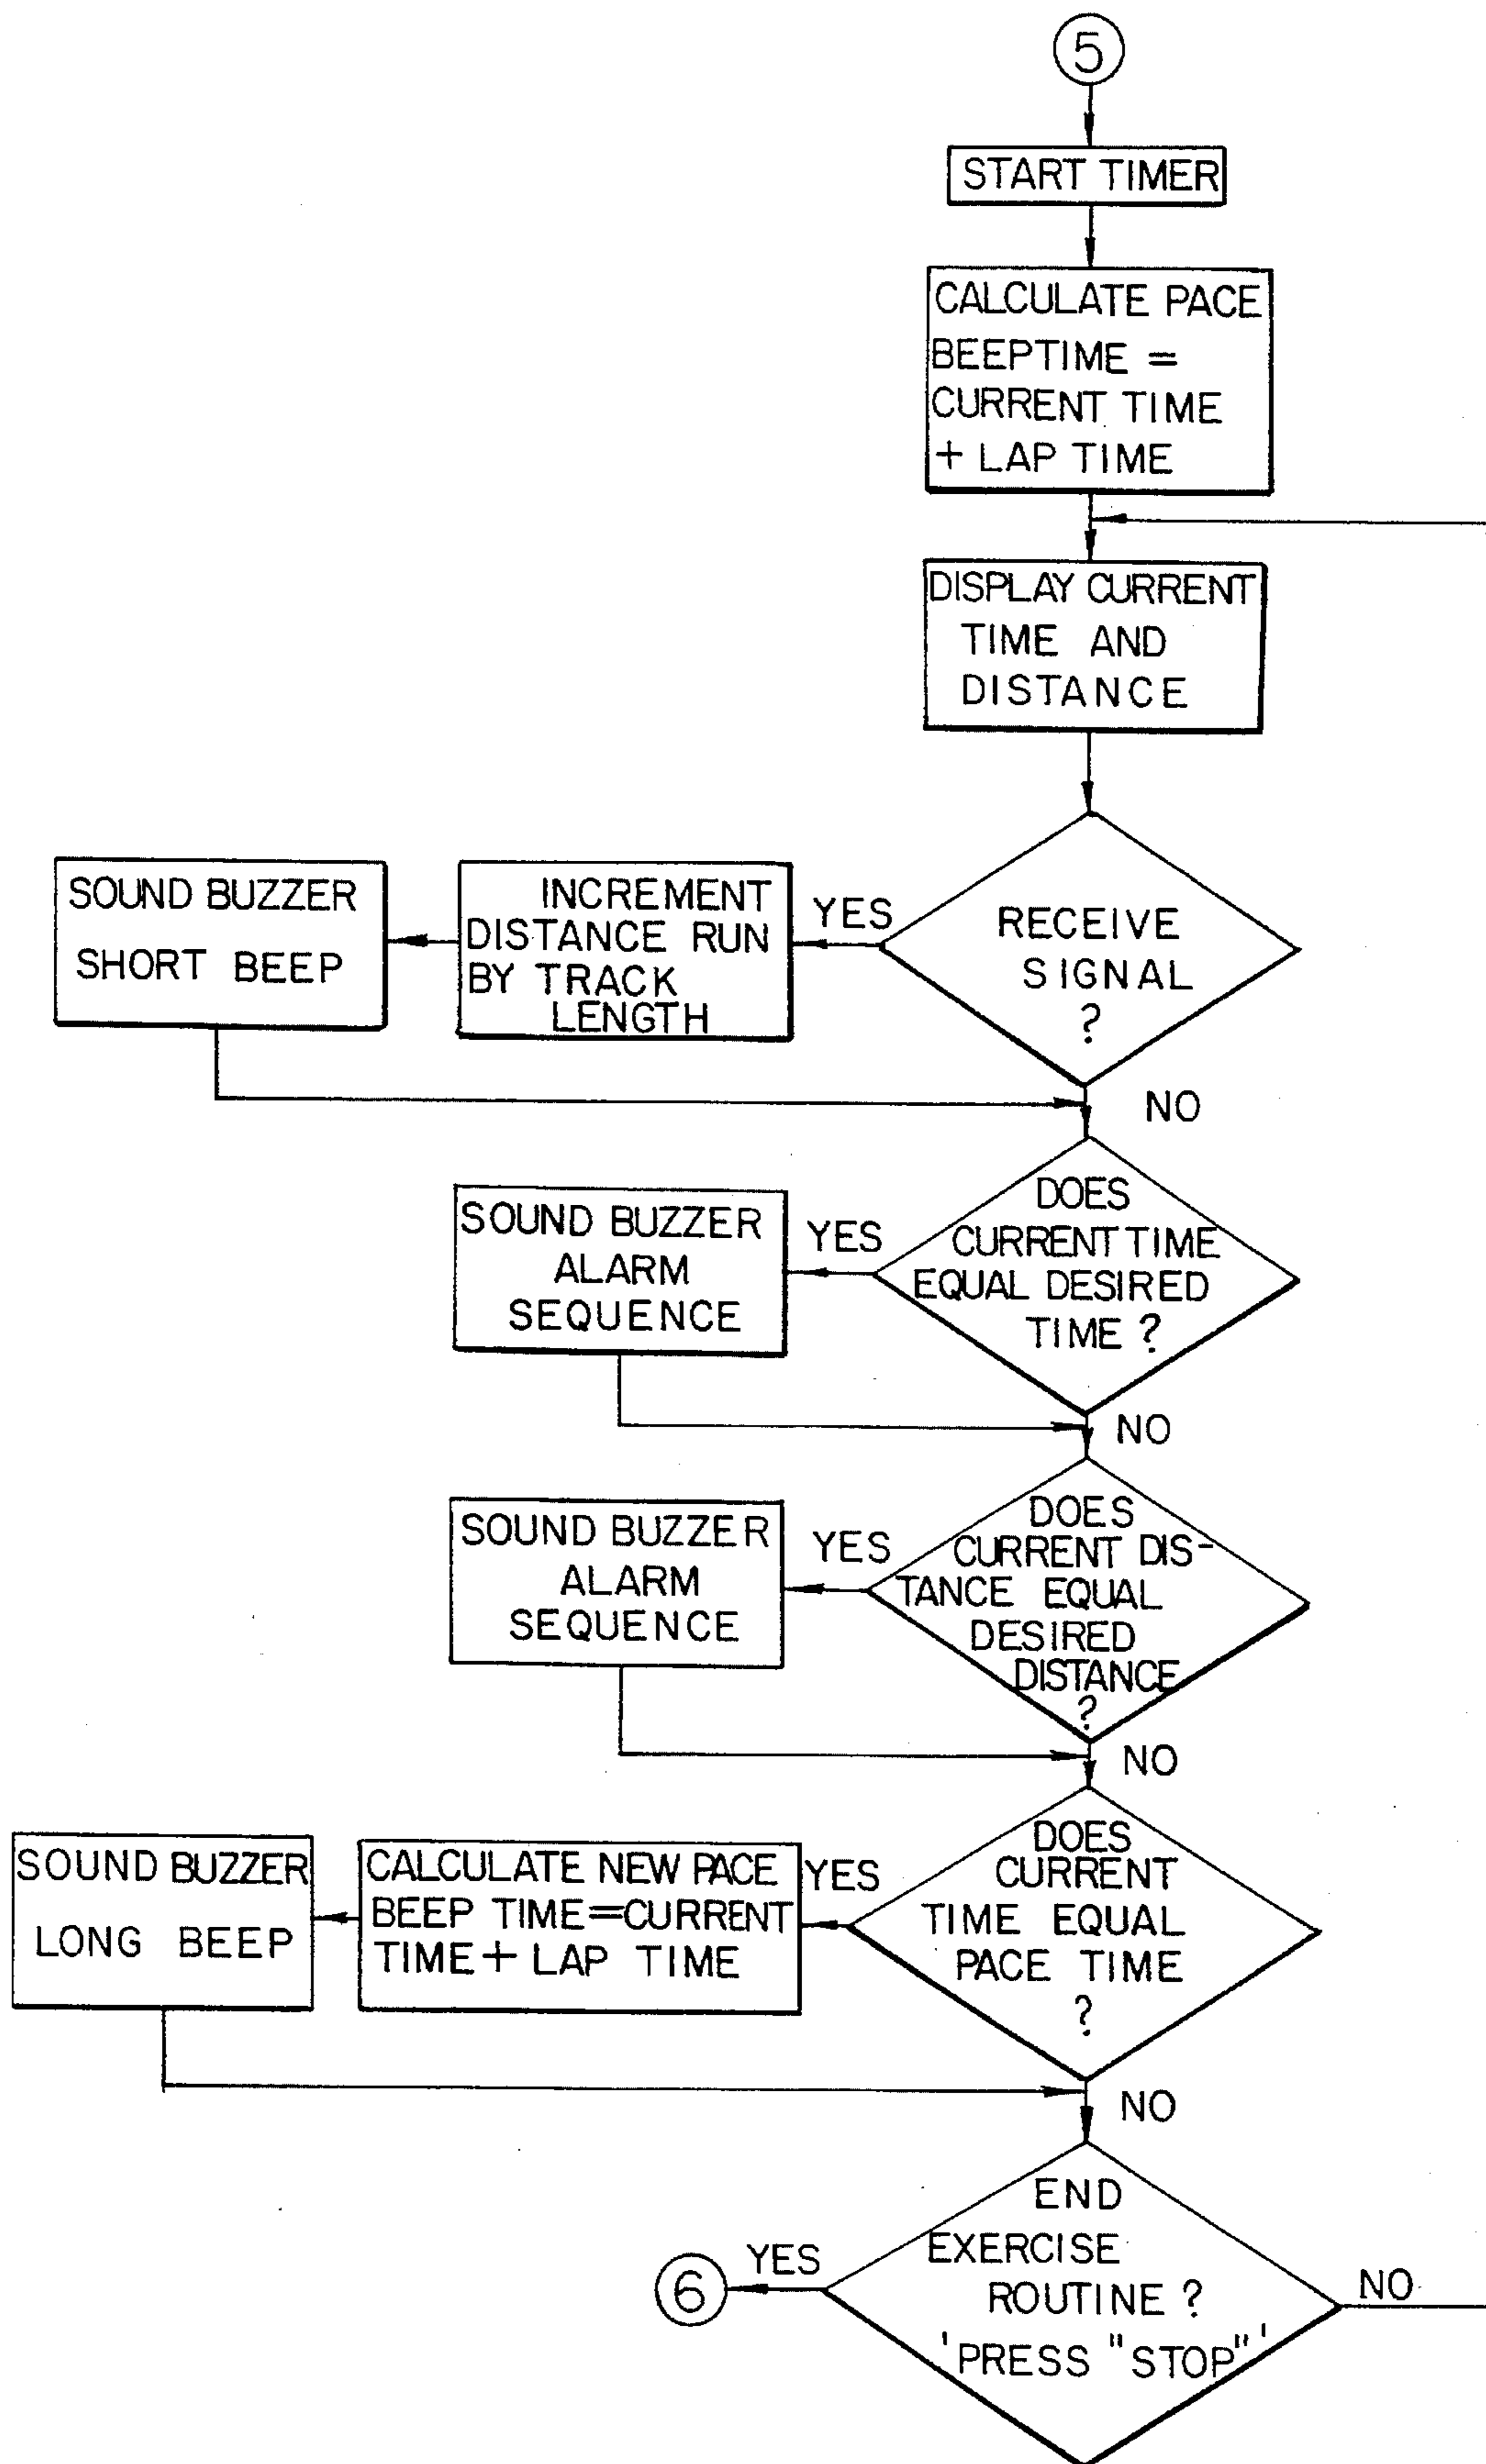 5
START TIMER
CALCULATE PACE
BEEPTIME =
CURRENT TIME
+ LAP TIME
DISPLAY CURRENT
TIME AND
DISTANCE
RECEIVE
SIGNAL
?
YES
INCREMENT
DISTANCE RUN
BY TRACK
LENGTH
SOUND BUZZER
SHORT BEEP
NO
DOES
CURRENT TIME
EQUAL DESIRED
TIME ?
YES
SOUND BUZZER
ALARM
SEQUENCE
NO
DOES
CURRENT DIS-
TANCE EQUAL
DESIRED
DISTANCE
?
YES
SOUND BUZZER
ALARM
SEQUENCE
NO
DOES
CURRENT
TIME EQUAL
PACE TIME
?
YES
CALCULATE NEW PACE
BEEP TIME=CURRENT
TIME + LAP TIME
SOUND BUZZER
LONG BEEP
NO
END
EXERCISE
ROUTINE ?
'PRESS "STOP"'
YES
6
NO